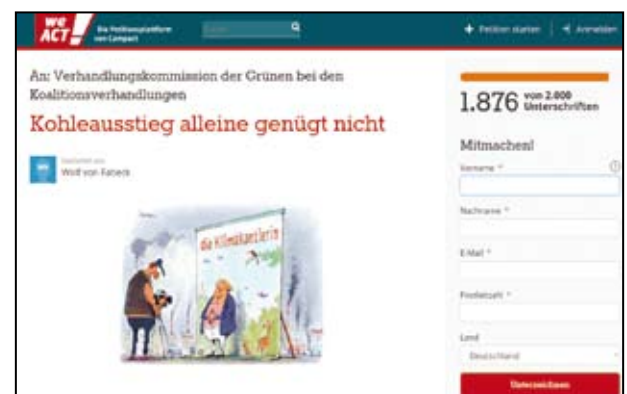 WE
ACT!
Die Petitionsplattform
von Campact
+ Petition starten
Anmelden
An: Verhandlungskommission der Grünen bei den
Koalitionsverhandlungen
Kohleausstieg alleine genügt nicht
Wolf von Fabeck
die Klimakanzlerin
1.876 von 2.000
Unterschriften
Mitmachen!
Vorname *
Nachname *
E-Mail *
Postleitzahl *
Land
Deutschland
Unterzeichnen